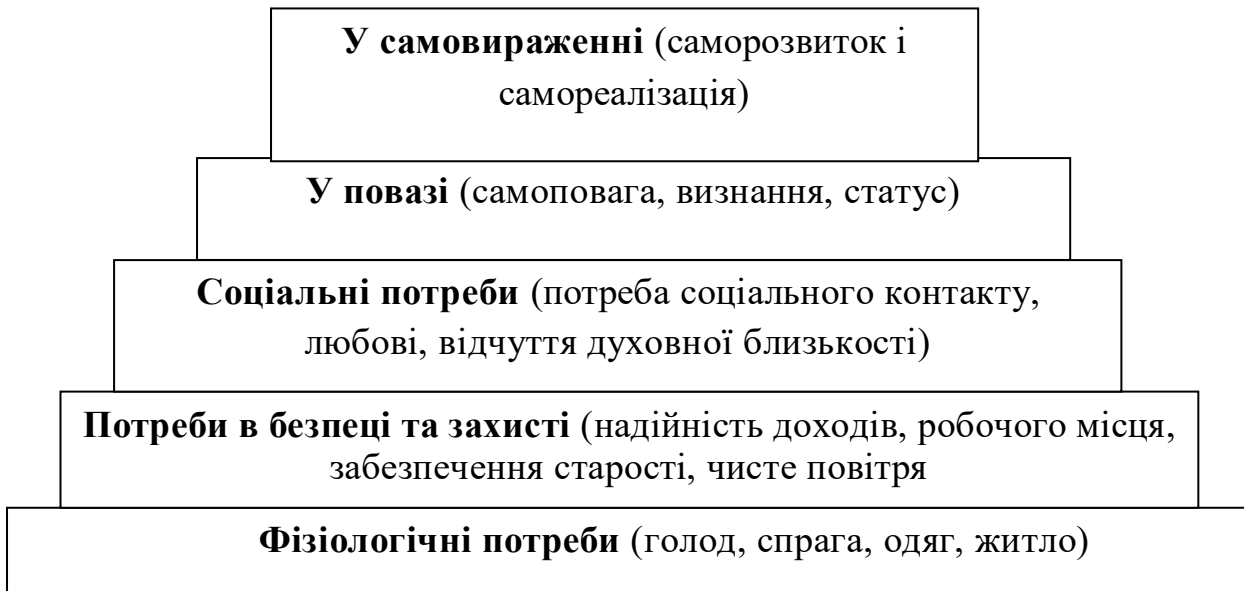 У самовираженні (саморозвиток і
самореалізація)
У повазі (самоповага, визнання, статус)
Соціальні потреби (потреба соціального контакту,
любові, відчуття духовної близькості)
Потреби в безпеці та захисті (надійність доходів, робочого місця,
забезпечення старості, чисте повітря
Фізіологічні потреби (голод, спрага, одяг, житло)